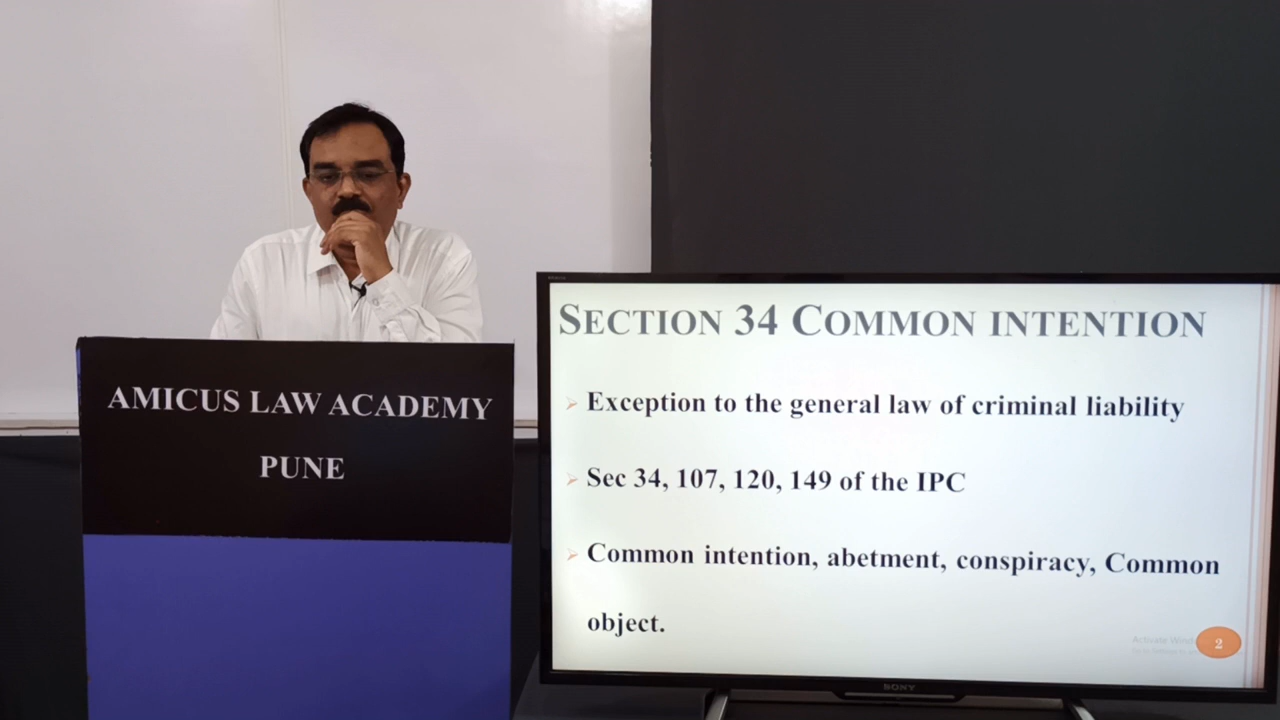 AMICUS LAW ACADEMY
PUNE
SECTION 34 COMMON INTENTION
Exception to the general law of criminal liability
Sec 34, 107, 120, 149 of the IPC
Common intention, abetment, conspiracy, Common
object.
Activate
2
SONY